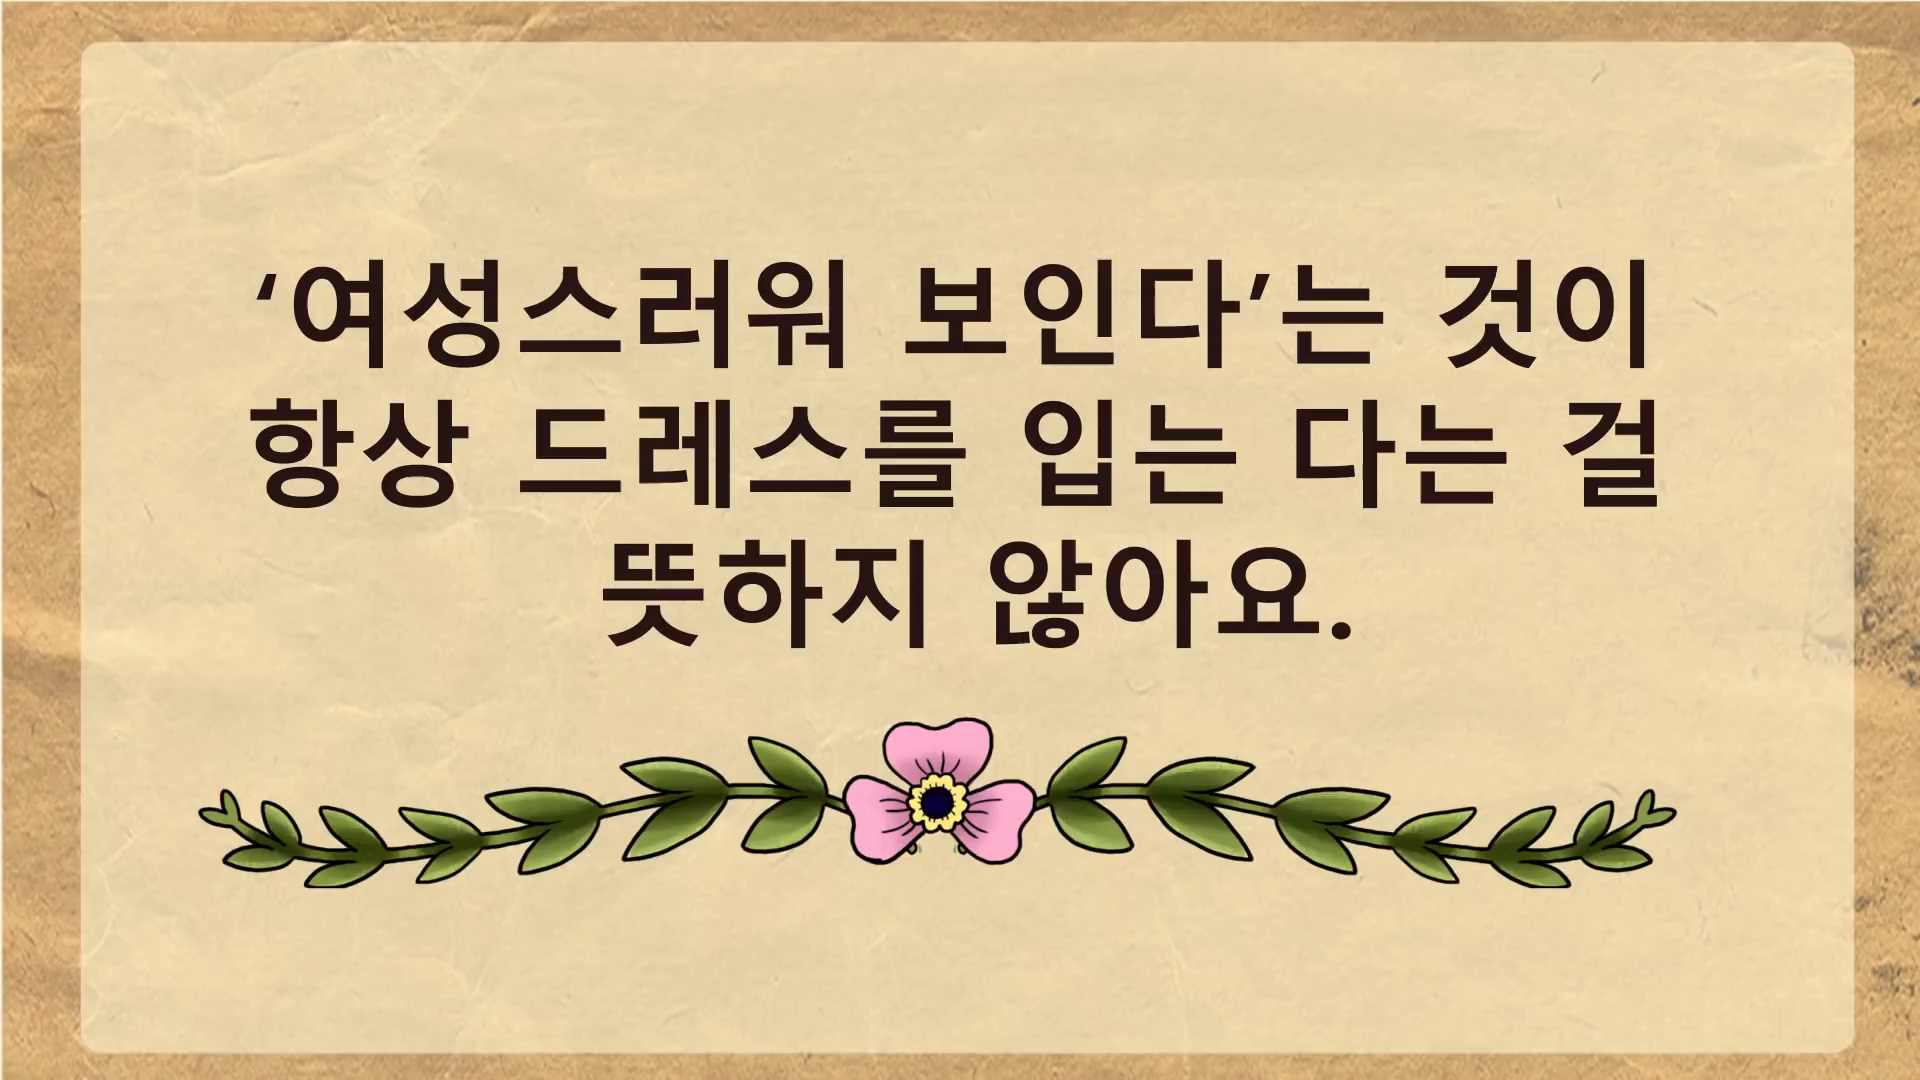 ‘여성스러워 보인다’는 것이
항상 드레스를 입는 다는 걸
뜻하지 않아요.